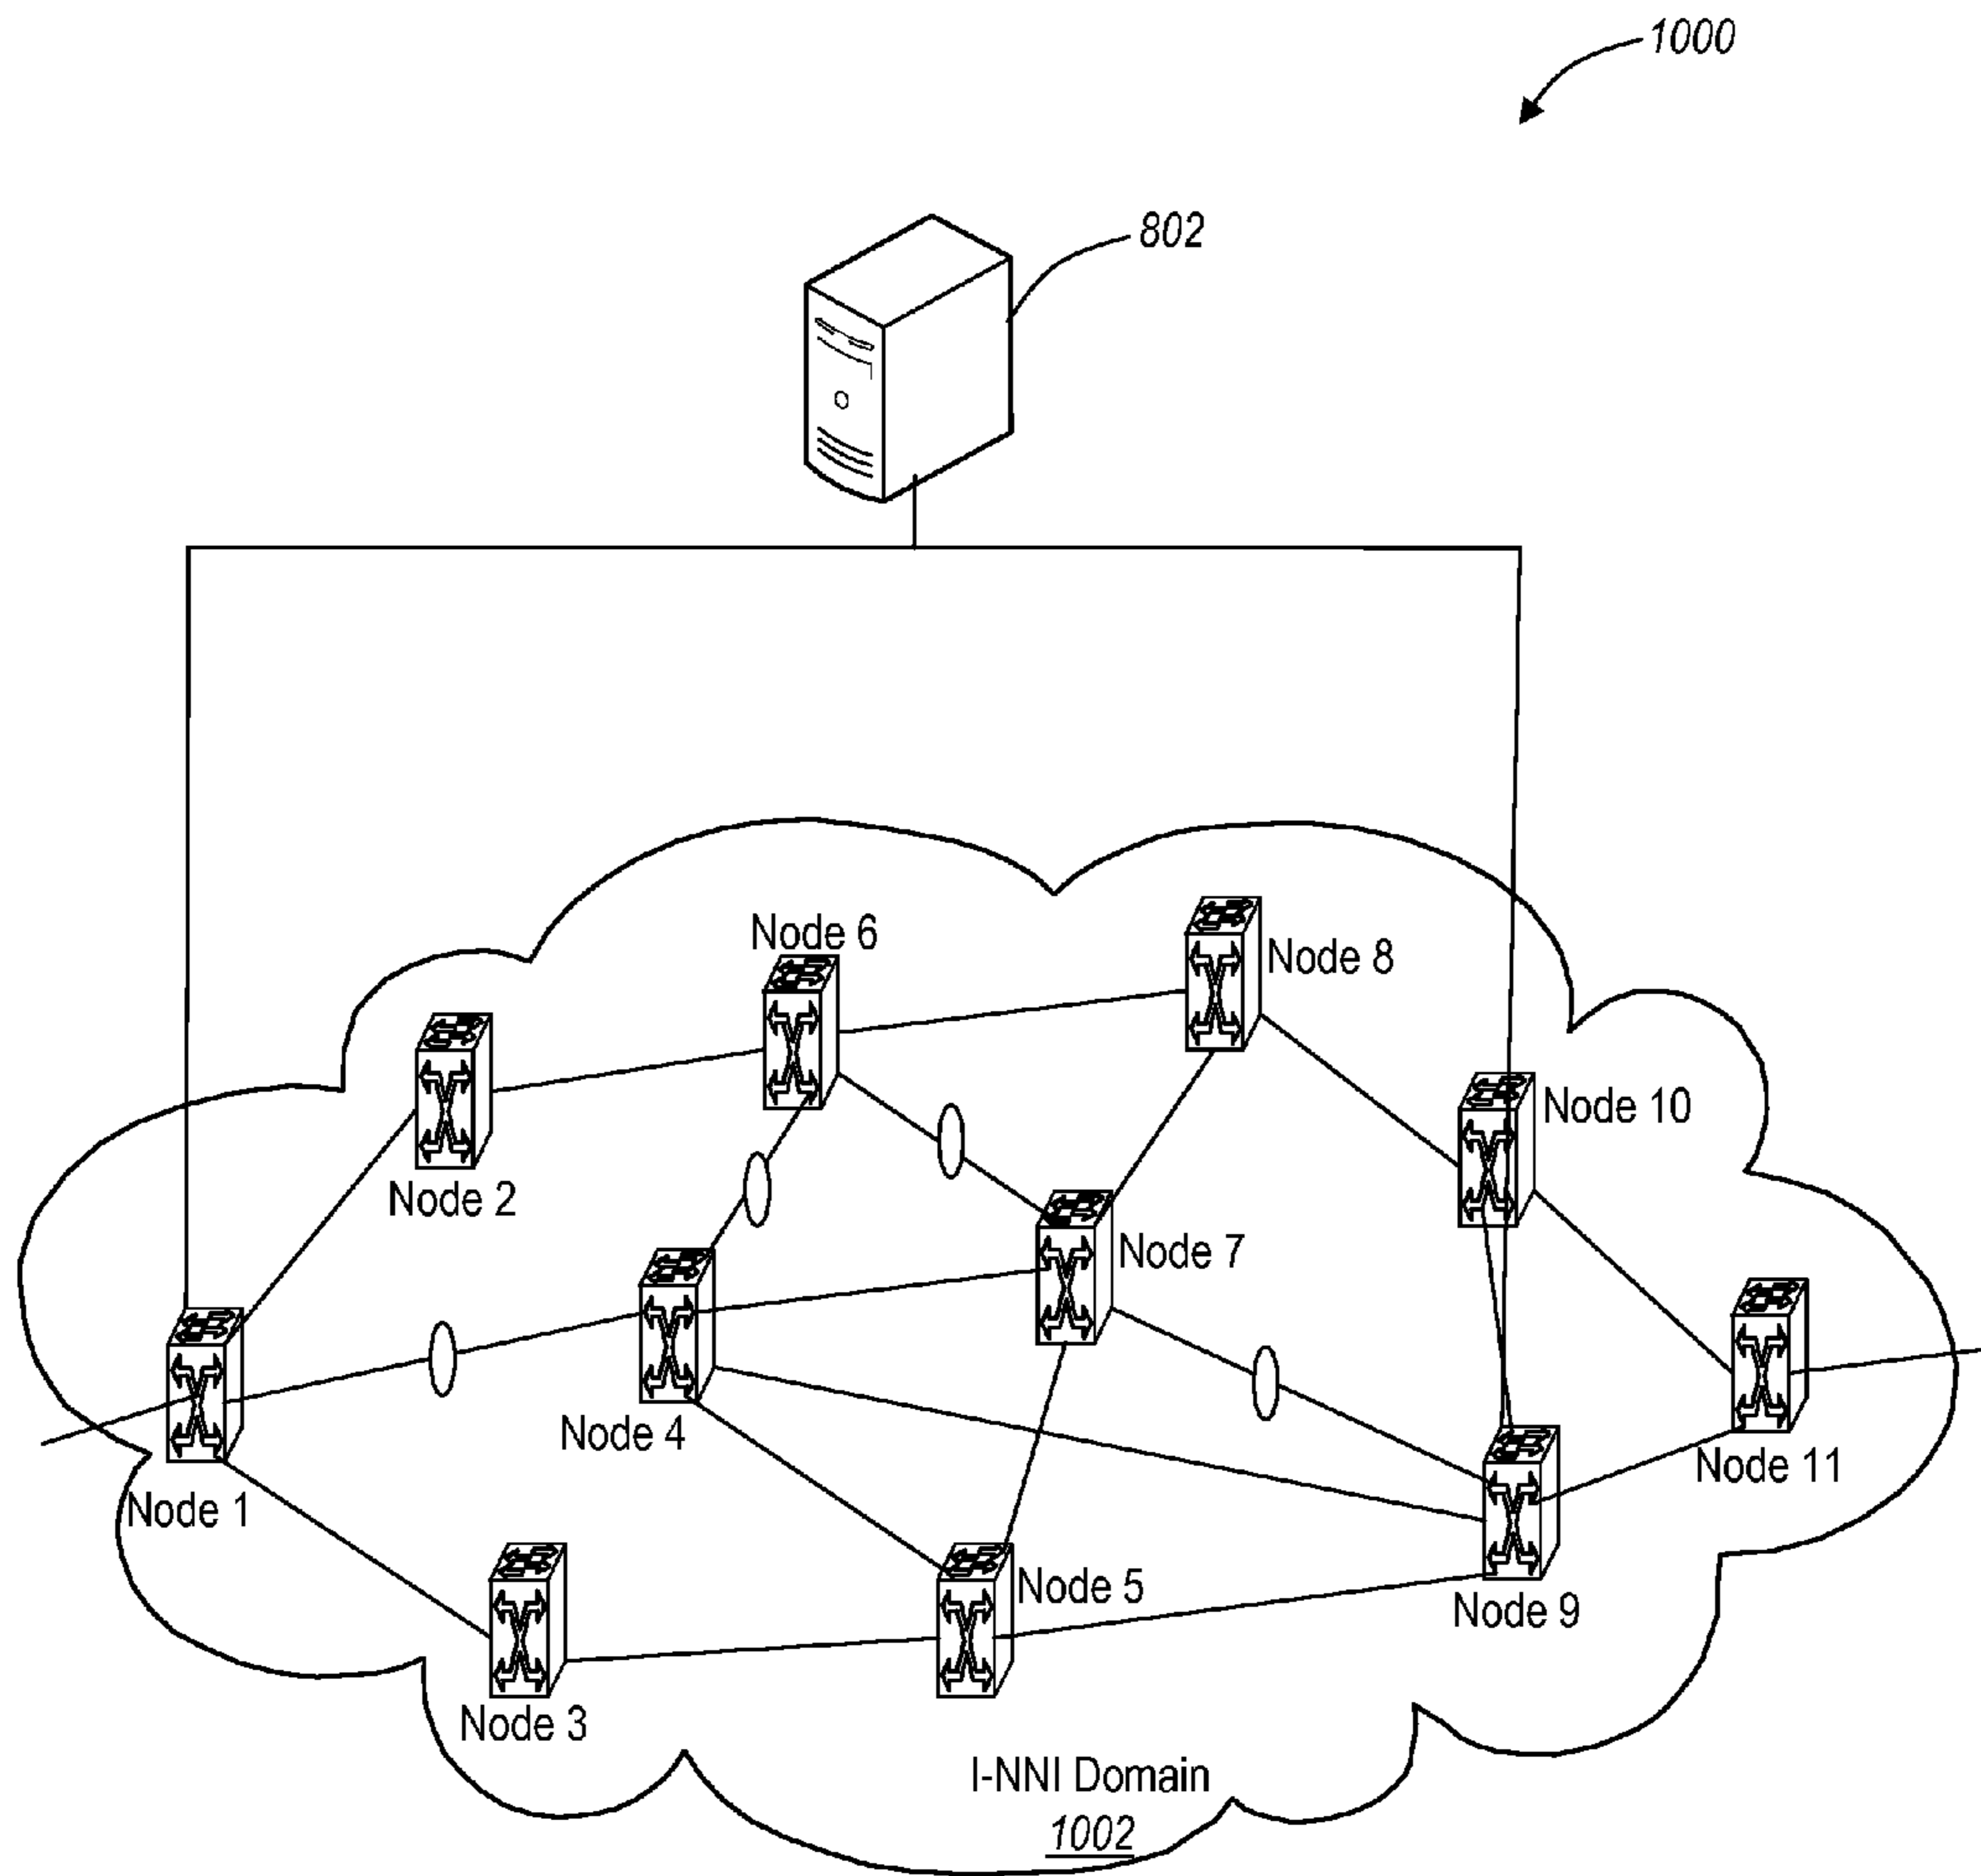 1000
802
Node 6
Node 8
Node 10
Node 2
Node 7
Node 4
Node 11
Node 1
Node 5
Node 9
Node 3
I-NNI Domain
1002